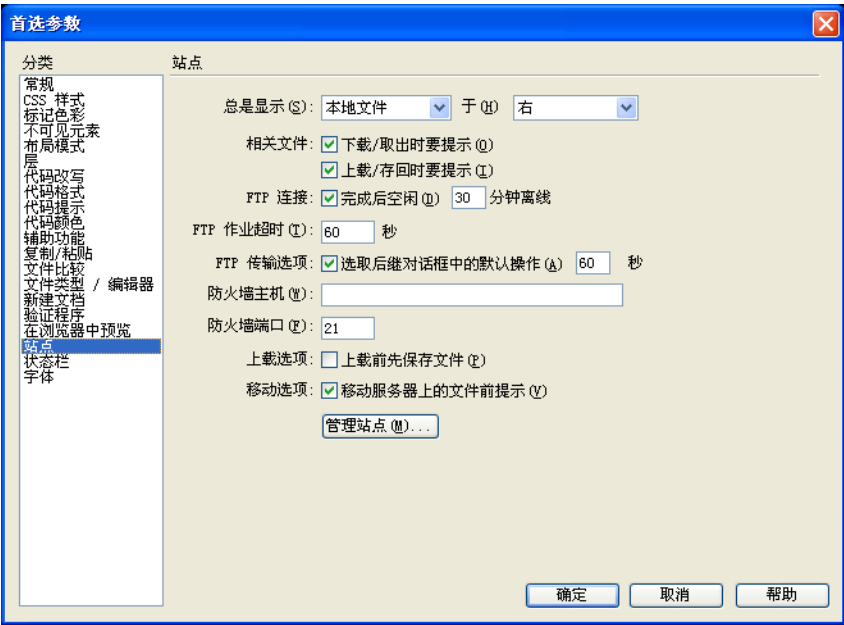 首选参数
分类
常规
CSS 样式
标记色彩
不可见元素
布局模式
层
代码改写
代码格式
代码提示
代码颜色
辅助功能
复制/粘贴
文件比较
文件类型 / 编辑器
新建文档
验证程序
在浏览器中预览
站点
状态栏
字体
站点
总是显示(S): 本地文件 于(H) 右
相关文件: 下载/取出时要提示(O)
上载/存回时要提示(I)
FTP 连接: 完成后空闲(D) 30 分钟离线
FTP 作业超时(T): 60 秒
FTP 传输选项: 选取后继对话框中的默认操作(A) 60 秒
防火墙主机(W):
防火墙端口(F): 21
上载选项: 上载前先保存文件(P)
移动选项: 移动服务器上的文件前提示(V)
管理站点(M)...
确定 取消 帮助